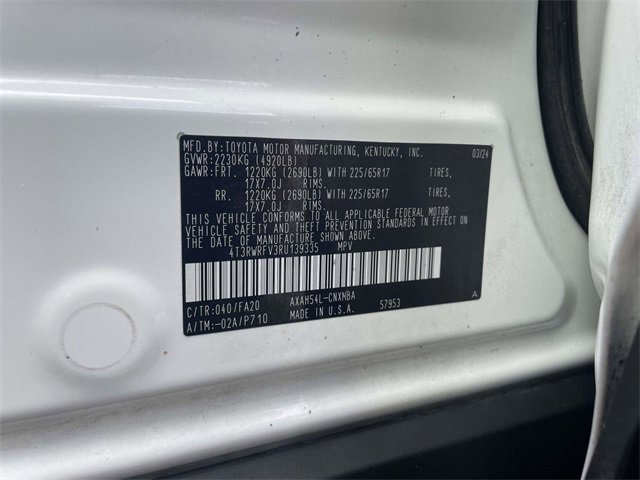 MFD.BY:TOYOTA MOTOR MANUFACTURING, KENTUCKY, INC. 03/24
GVWR:2230KG (4920LB)
GAWR:FRT. 1220KG (2690LB) WITH 225/65R17 TIRES,
17X7.0J RIMS.
RR. 1220KG (2690LB) WITH 225/65R17 TIRES,
17X7.0J RIMS.
THIS VEHICLE CONFORMS TO ALL APPLICABLE FEDERAL MOTOR
VEHICLE SAFETY AND THEFT PREVENTION STANDARDS IN EFFECT ON
THE DATE OF MANUFACTURE SHOWN ABOVE.
4T3RWRFV3RU139335 MPV
C/TR:040/FA20 AXAH54L-CNXMBA 57953 A
A/TM:-02A/P710 MADE IN U.S.A.